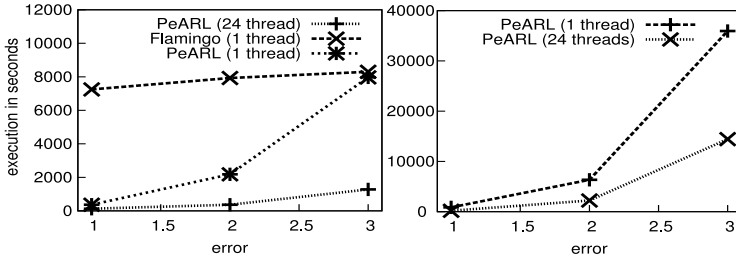 PeARL (24 thread)
Flamingo (1 thread)
PeARL (1 thread)
12000
10000
8000
6000
4000
2000
0
execution in seconds
1 1.5 2 2.5 3
error
PeARL (1 thread)
PeARL (24 threads)
40000
30000
20000
10000
0
1 1.5 2 2.5 3
error